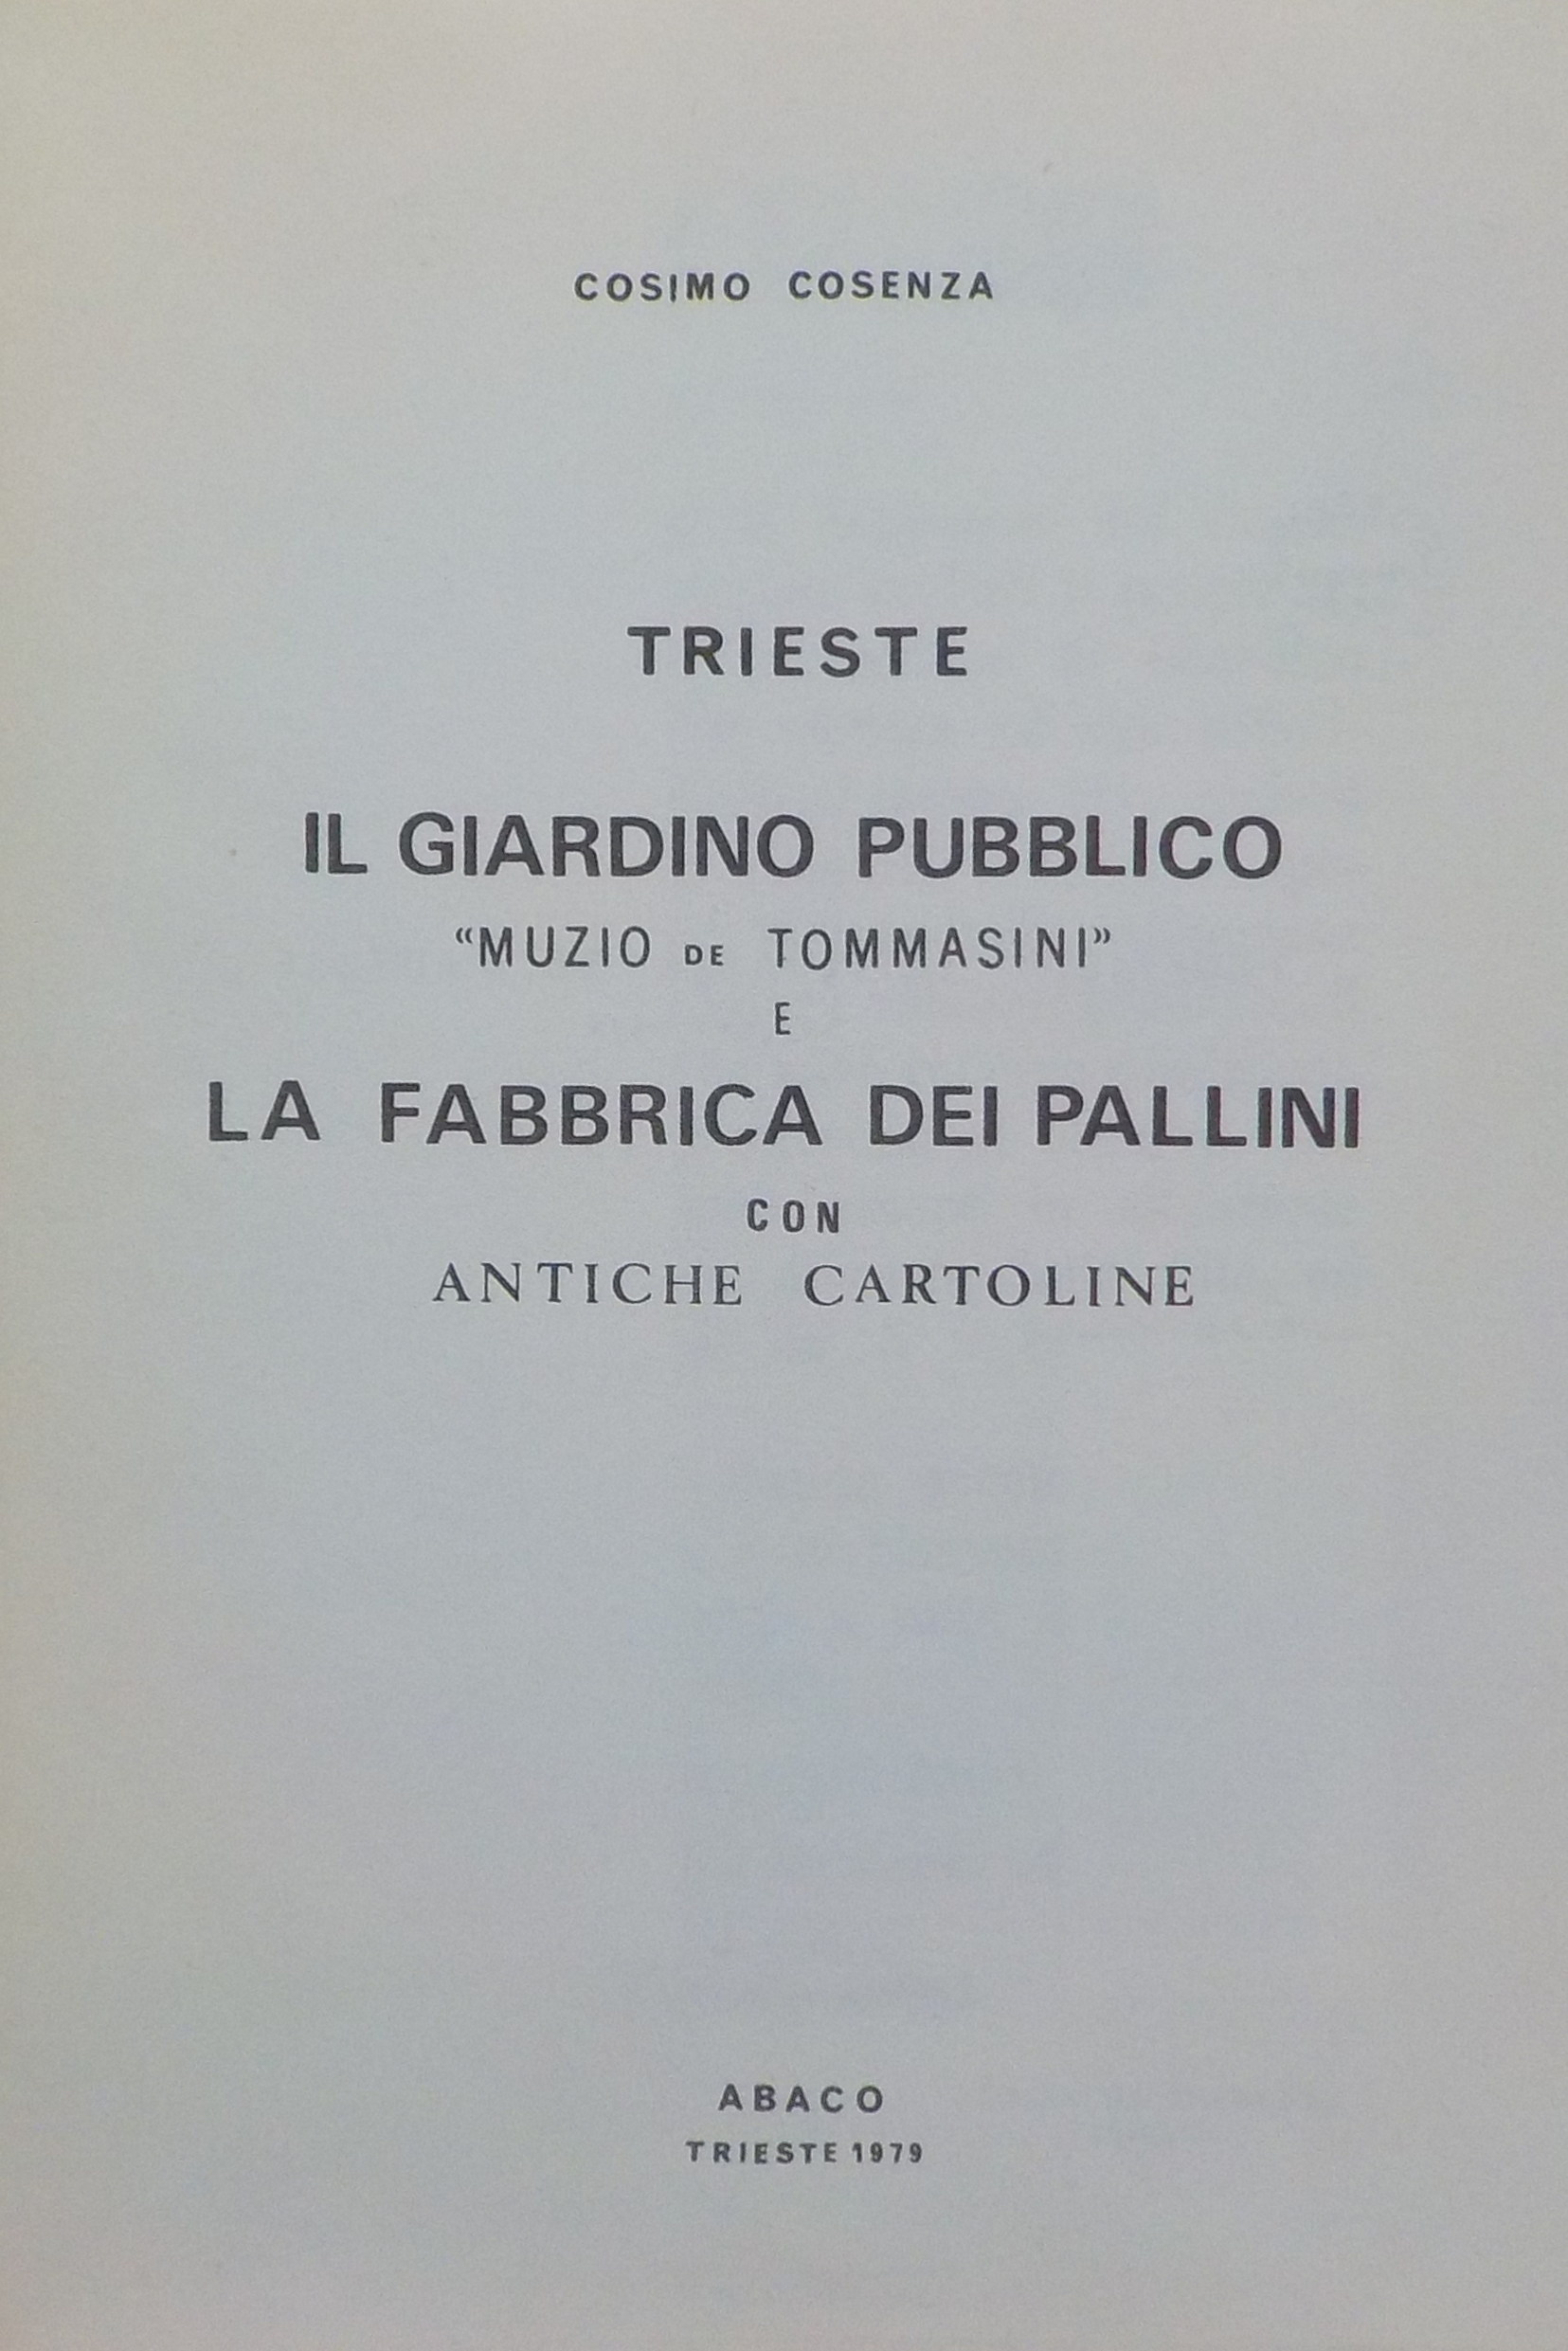 COSIMO COSENZA
TRIESTE
IL GIARDINO PUBBLICO
“MUZIO DE TOMMASINI”
E
LA FABBRICA DEI PALLINI
CON
ANTICHE CARTOLINE
ABACO
TRIESTE 1979